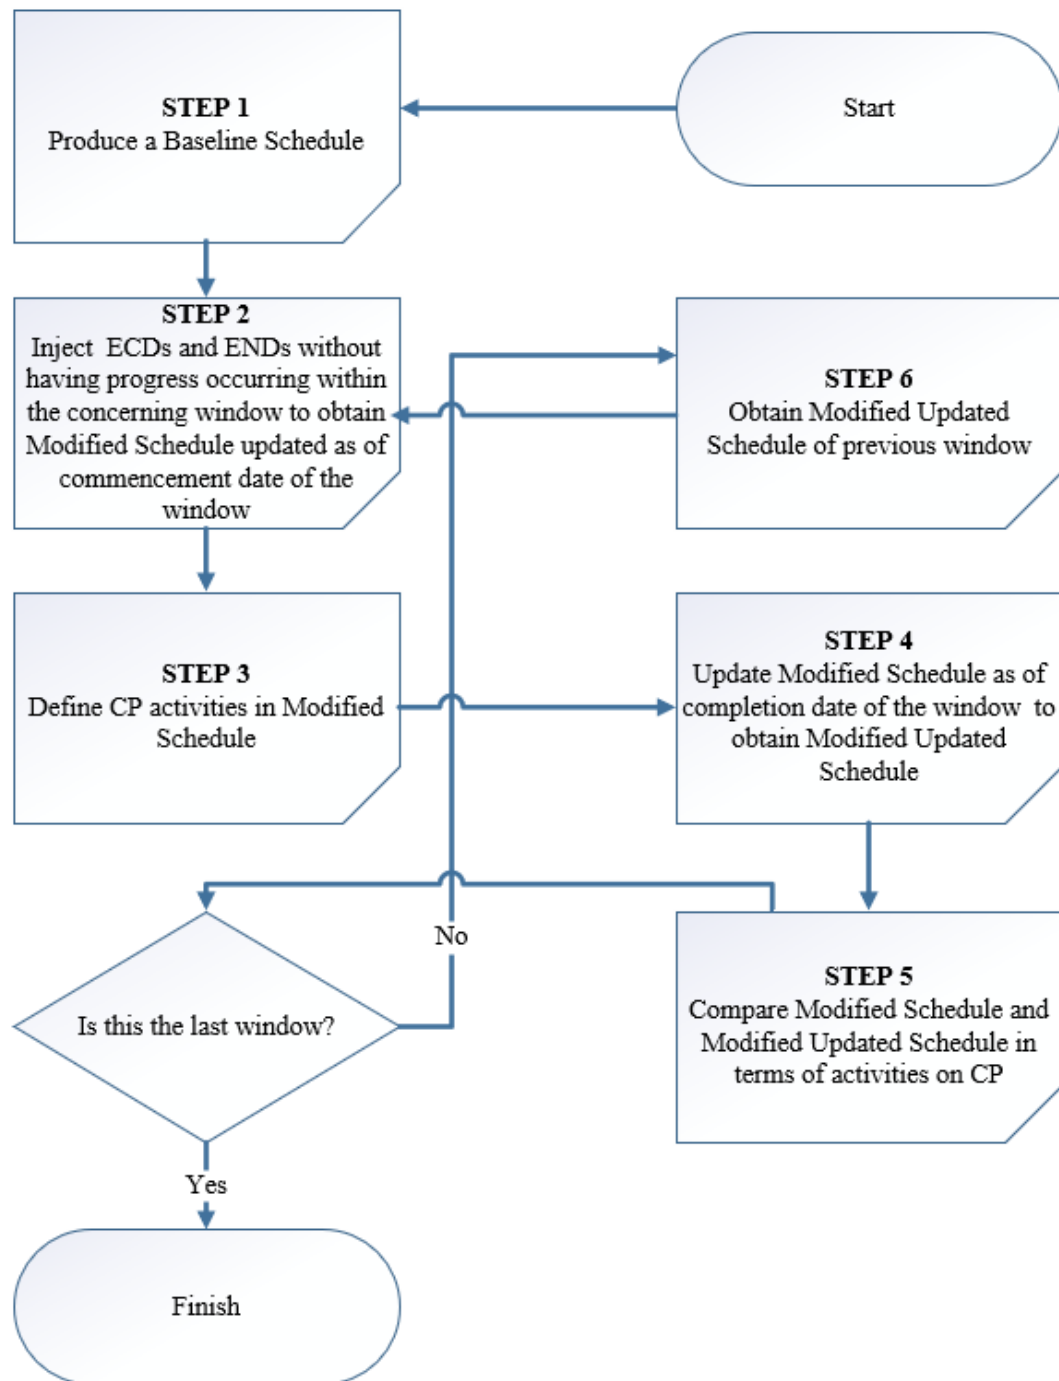 Start
STEP 1
Produce a Baseline Schedule
STEP 2
Inject ECDs and ENDs without
having progress occurring within
the concerning window to obtain
Modified Schedule updated as of
commencement date of the
window
STEP 6
Obtain Modified Updated
Schedule of previous window
STEP 3
Define CP activities in Modified
Schedule
STEP 4
Update Modified Schedule as of
completion date of the window to
obtain Modified Updated
Schedule
STEP 5
Compare Modified Schedule and
Modified Updated Schedule in
terms of activities on CP
Is this the last window?
No
Yes
Finish